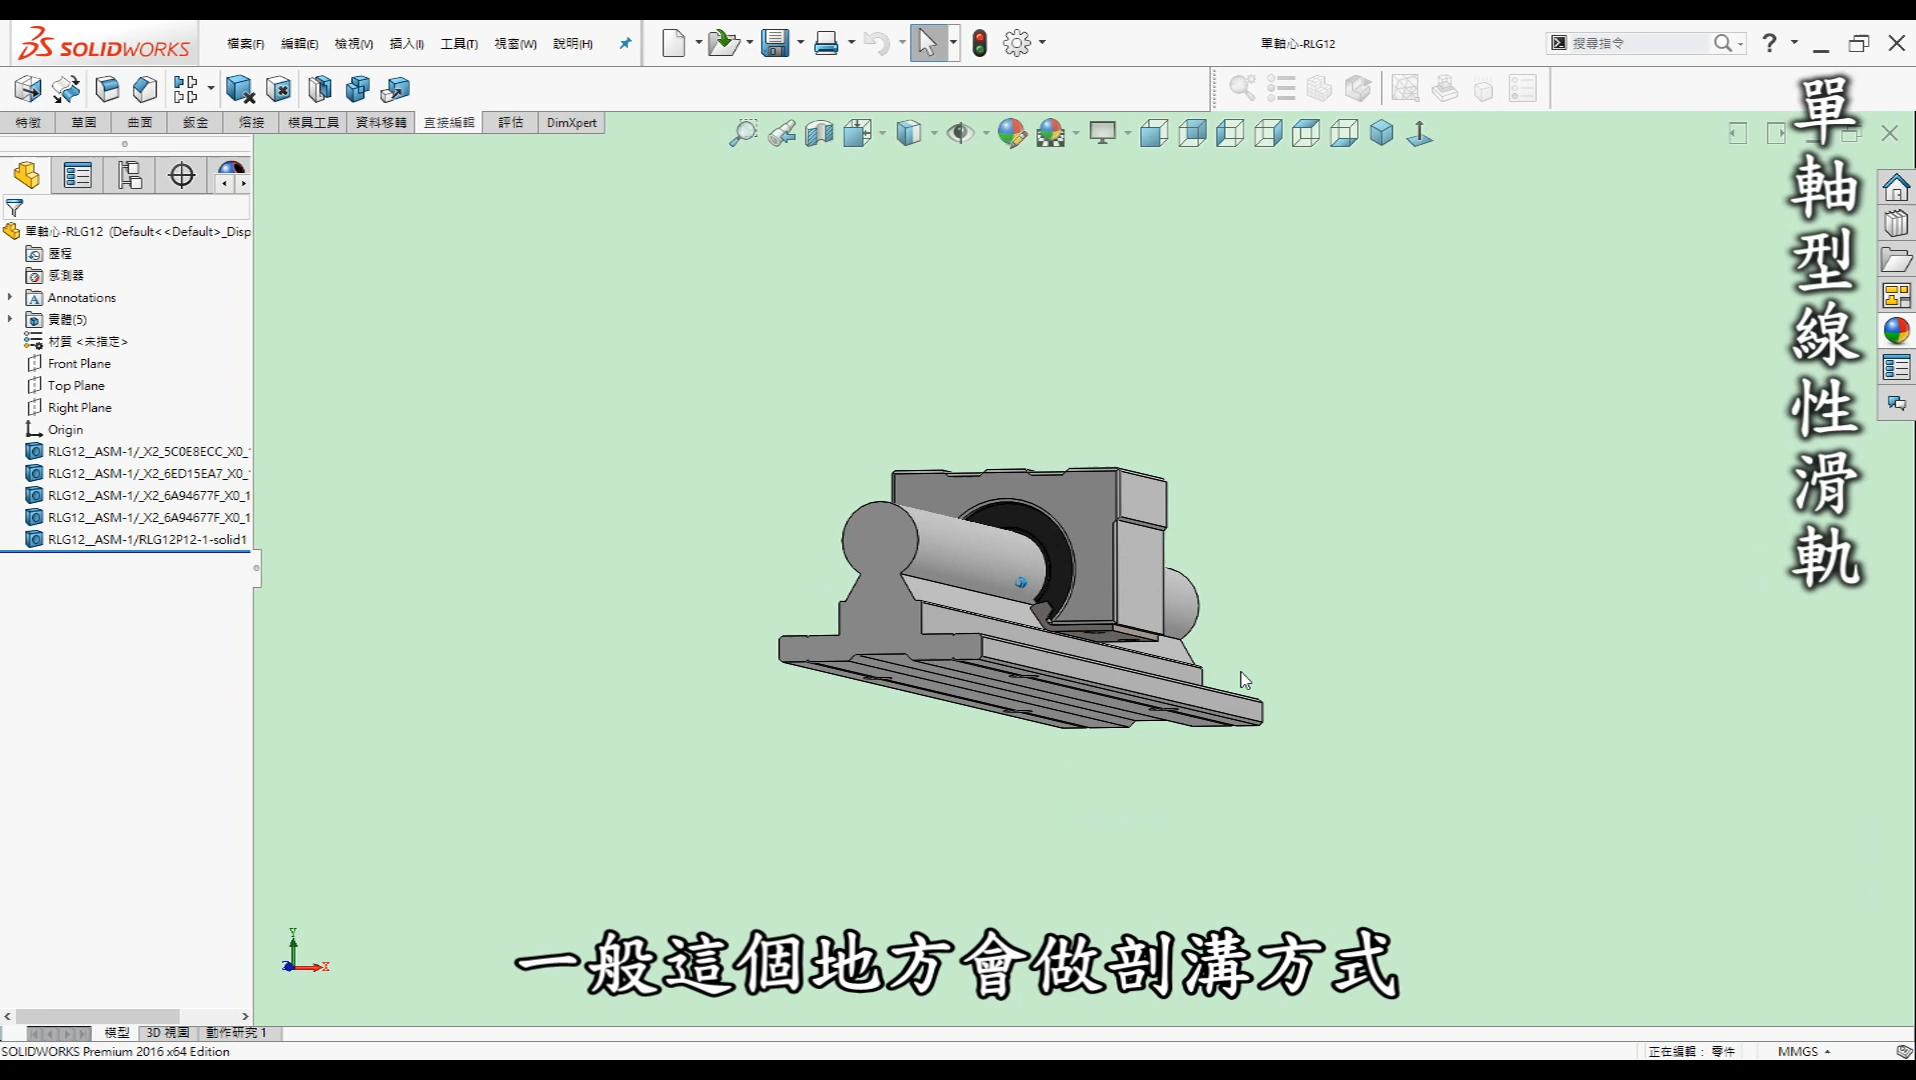 SOLIDWORKS
檔案(F)
編輯(E)
檢視(V)
插入(I)
工具(T)
視窗(W)
說明(H)
單軸心-RLG12
搜尋指令
特徵
草圖
曲面
鈑金
熔接
模具工具
資料移轉
直接編輯
評估
DimXpert
單軸心-RLG12 (Default<<Default>_Disp
歷程
感測器
Annotations
實體(5)
材質 <未指定>
Front Plane
Top Plane
Right Plane
Origin
RLG12__ASM-1/_X2_5C0E8ECC_X0_1
RLG12__ASM-1/_X2_6ED15EA7_X0_
RLG12__ASM-1/_X2_6A94677F_X0_1
RLG12__ASM-1/_X2_6A94677F_X0_1
RLG12__ASM-1/RLG12P12-1-solid1
單軸型線性滑軌
Y
X
一般這個地方會做剖溝方式
模型
3D 視圖
動作研究 1
SOLIDWORKS Premium 2016 x64 Edition
正在編輯： 零件
MMGS